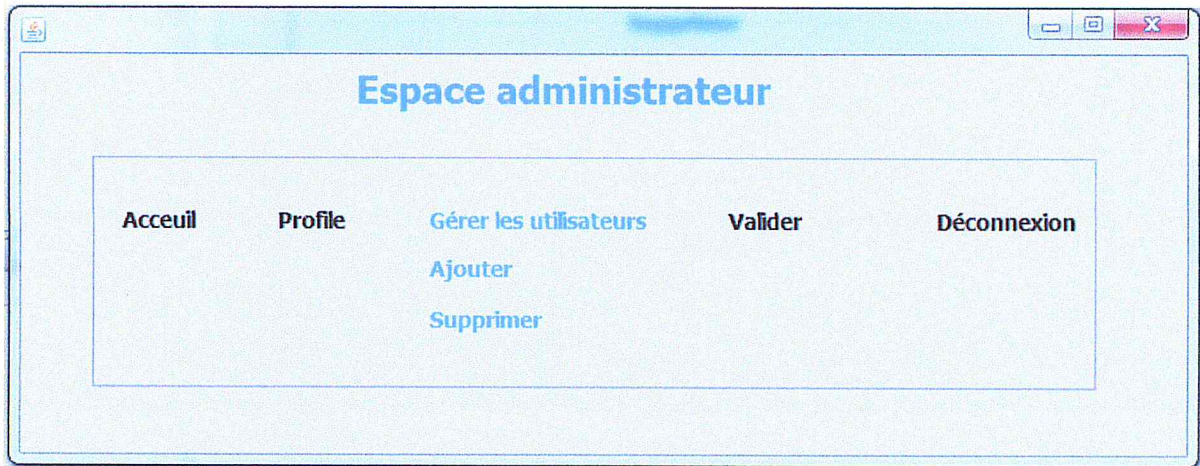 Espace administrateur
Acceuil Profile Gérer les utilisateurs Valider Déconnexion
Ajouter
Supprimer